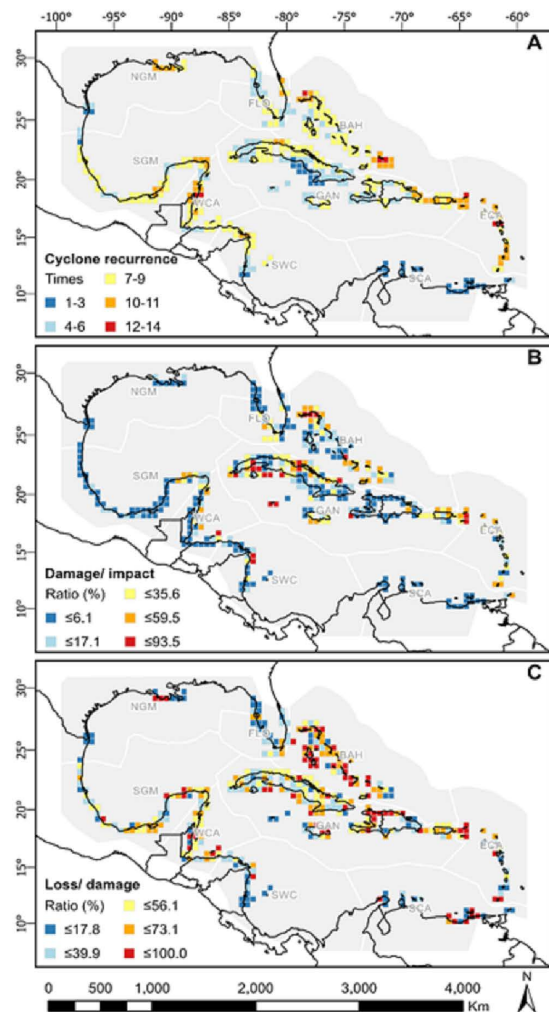 -100° -95° -90° -85° -80° -75° -70° -65° -60°
A
30°
25°
20°
15°
10°
NGM
FLO
BAH
SGM
WCA
GAN
ECA
SWC
SCA
Cyclone recurrence
Times
1-3
4-6
7-9
10-11
12-14
B
30°
25°
20°
15°
10°
NGM
FLO
BAH
SGM
WCA
GAN
ECA
SWC
SCA
Damage/ impact
Ratio (%)
≤6.1
≤17.1
≤35.6
≤59.5
≤93.5
C
30°
25°
20°
15°
10°
NGM
FLO
BAH
SGM
WCA
GAN
ECA
SWC
SCA
Loss/ damage
Ratio (%)
≤17.8
≤39.9
≤56.1
≤73.1
≤100.0
N
0 500 1,000 2,000 3,000 4,000
Km